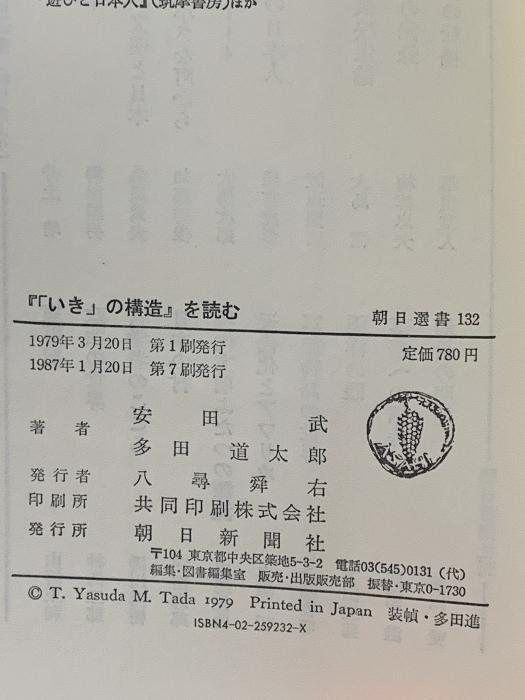 遊びと日本人』(筑摩書房)ほか
『「いき」の構造』を読む
朝日選書 132
1979年3月20日 第1刷発行
定価 780円
1987年1月20日 第7刷発行
著者
安田武
多田道太郎
発行者 八尋舜右
印刷所 共同印刷株式会社
発行所 朝日新聞社
〒104 東京都中央区築地5-3-2 電話03(545)0131(代)
編集・図書編集室 販売・出版販売部 振替・東京0-1730
© T. Yasuda M. Tada 1979 Printed in Japan 装幀・多田進
ISBN4-02-259232-X